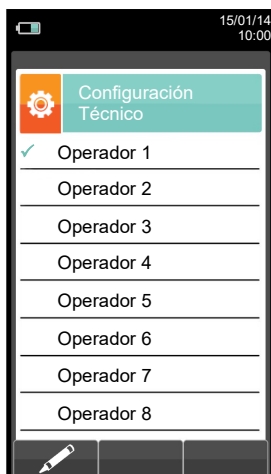 15/01/14
10:00
Configuración
Técnico
Operador 1
Operador 2
Operador 3
Operador 4
Operador 5
Operador 6
Operador 7
Operador 8